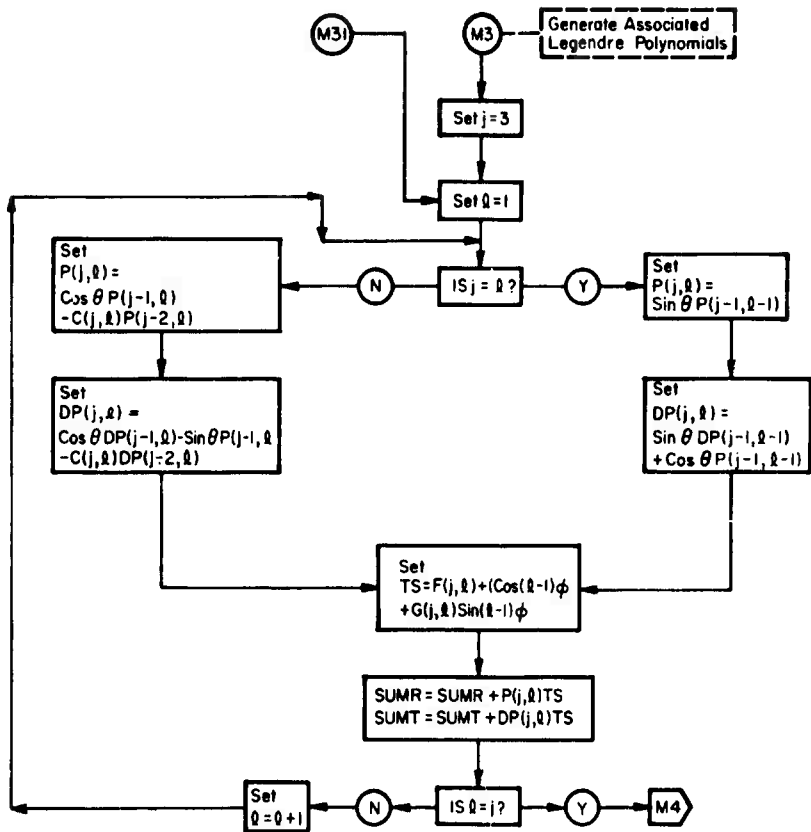 M31
M3
Generate Associated
Legendre Polynomials
Set j=3
Set ℓ=1
IS j = ℓ?
N
Y
Set
P(j,ℓ) =
Cos θ P(j-1,ℓ)
-C(j,ℓ)P(j-2,ℓ)
Set
P(j,ℓ) =
Sin θ P(j-1,ℓ-1)
Set
DP(j,ℓ) =
Cos θ DP(j-1,ℓ)-Sin θ P(j-1,ℓ
-C(j,ℓ)DP(j-2,ℓ)
Set
DP(j,ℓ) =
Sin θ DP(j-1,ℓ-1)
+Cos θ P(j-1,ℓ-1)
Set
TS=F(j,ℓ)+(Cos(ℓ-1)φ
+G(j,ℓ)Sin(ℓ-1)φ
SUMR = SUMR + P(j,ℓ)TS
SUMT = SUMT + DP(j,ℓ)TS
Set
ℓ=ℓ+1
N
IS ℓ=j?
Y
M4